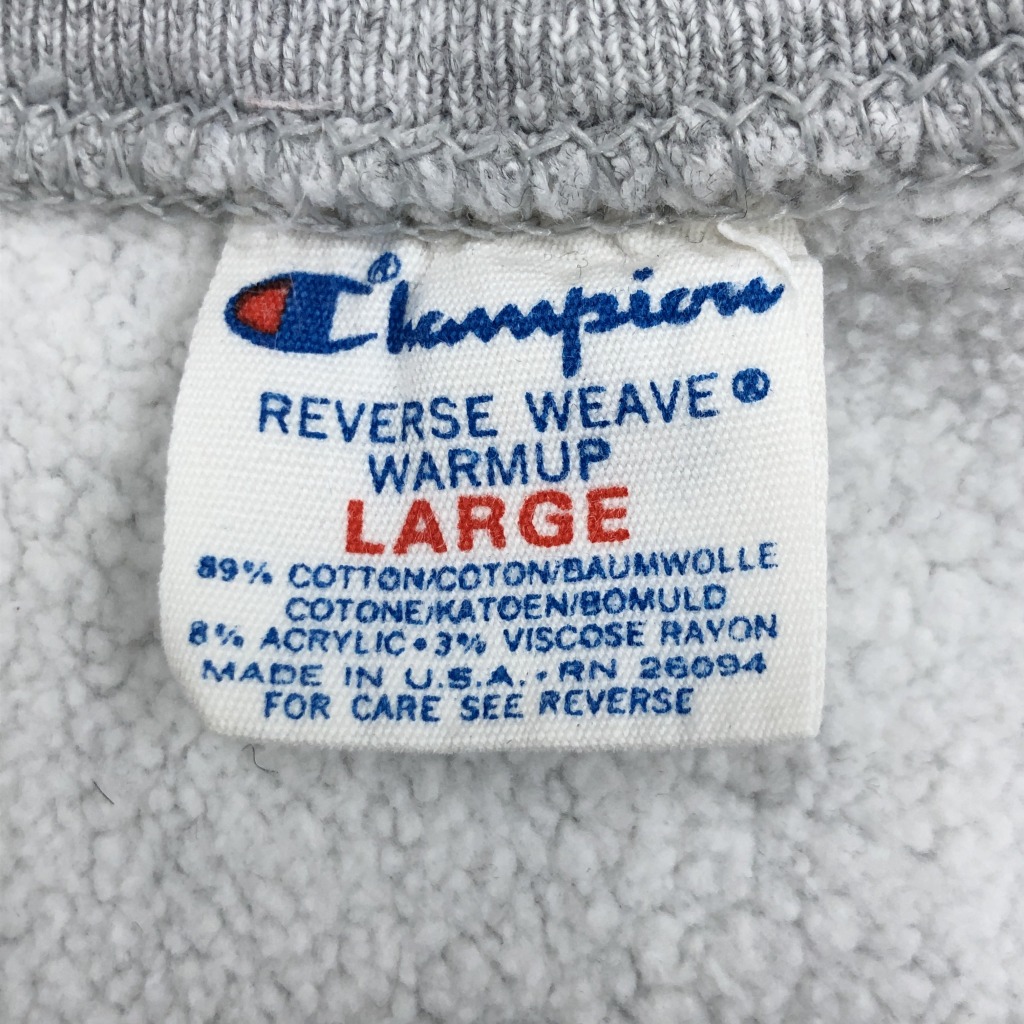 Champion®
REVERSE WEAVE®
WARMUP
LARGE
89% COTTON/COTON/BAUMWOLLE
COTONE/KATOEN/BOMULD
8% ACRYLIC • 3% VISCOSE RAYON
MADE IN U.S.A. • RN 26094
FOR CARE SEE REVERSE